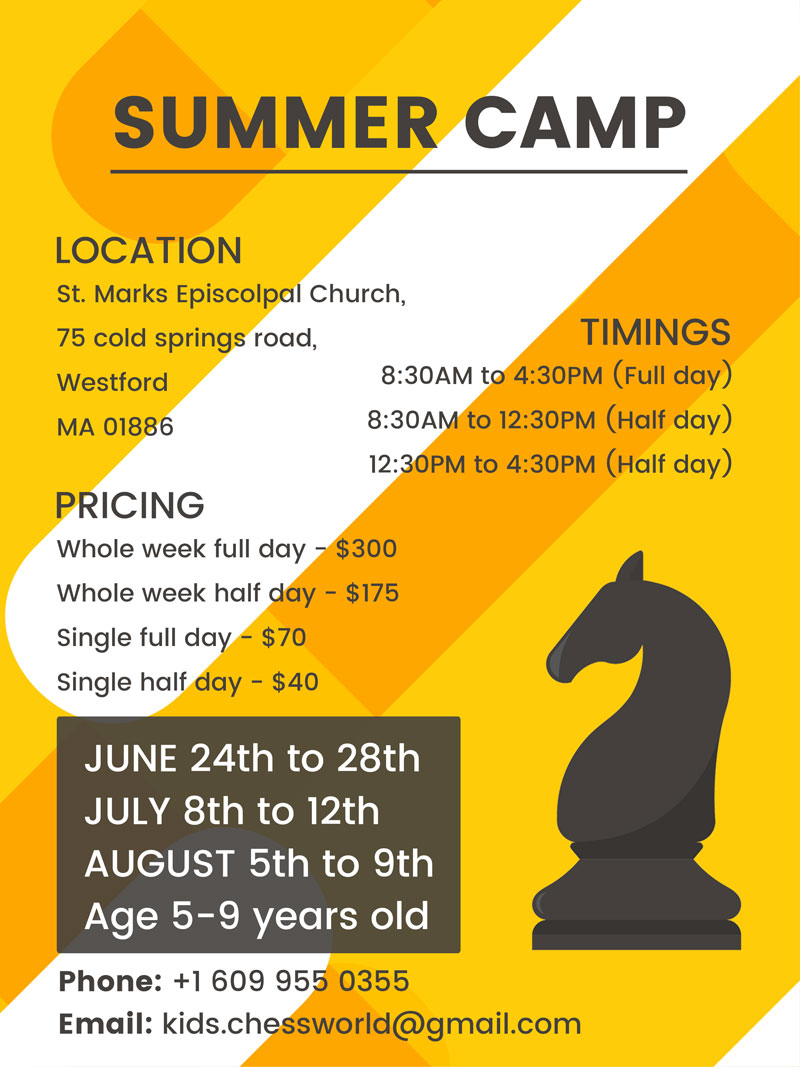 SUMMER CAMP
LOCATION
St. Marks Episcolpal Church,
75 cold springs road,
Westford
MA 01886
TIMINGS
8:30AM to 4:30PM (Full day)
8:30AM to 12:30PM (Half day)
12:30PM to 4:30PM (Half day)
PRICING
Whole week full day - $300
Whole week half day - $175
Single full day - $70
Single half day - $40
JUNE 24th to 28th
JULY 8th to 12th
AUGUST 5th to 9th
Age 5-9 years old
Phone: +1 609 955 0355
Email: kids.chessworld@gmail.com